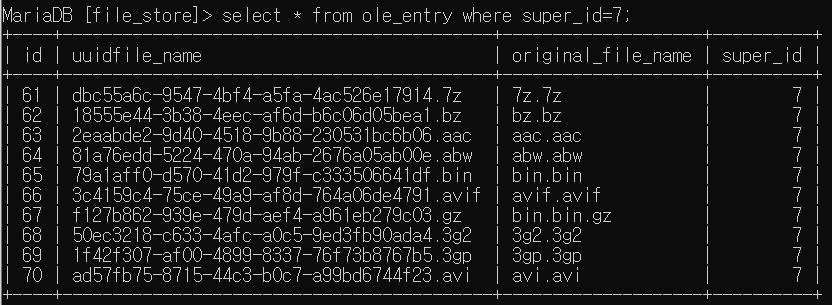 MariaDB [file_store]> select * from ole_entry where super_id=7;
| id | uuidfile_name | original_file_name | super_id |
| 61 | dbc55a6c-9547-4bf4-a5fa-4ac526e17914.7z | 7z.7z | 7 |
| 62 | 18555e44-3b38-4eec-af6d-b6c06d05bea1.bz | bz.bz | 7 |
| 63 | 2eaabde2-9d40-4518-9b88-230531bc6b06.aac | aac.aac | 7 |
| 64 | 81a76edd-5224-470a-94ab-2676a05ab00e.abw | abw.abw | 7 |
| 65 | 79a1aff0-d570-41d2-979f-c333506641df.bin | bin.bin | 7 |
| 66 | 3c4159c4-75ce-49a9-af8d-764a06de4791.avif | avif.avif | 7 |
| 67 | f127b862-939e-479d-aef4-a961eb279c03.gz | bin.bin.gz | 7 |
| 68 | 50ec3218-c633-4afc-a0c5-9ed3fb90ada4.3g2 | 3g2.3g2 | 7 |
| 69 | 1f42f307-af00-4899-8337-76f73b8767b5.3gp | 3gp.3gp | 7 |
| 70 | ad57fb75-8715-44c3-b0c7-a99bd6744f23.avi | avi.avi | 7 |